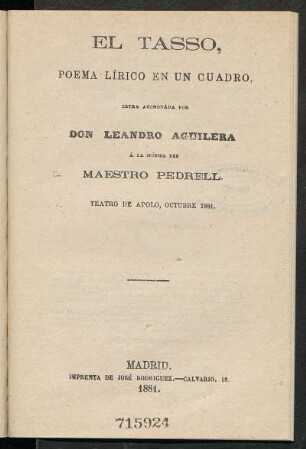 EL TASSO,
POEMA LÍRICO EN UN CUADRO,
LETRA ACOMODADA POR
DON LEANDRO AGUILERA
Á LA MÚSICA DEL
MAESTRO PEDRELL.
TEATRO DE APOLO, OCTUBRE 1881.
MADRID.
IMPRENTA DE JOSÉ RODRIGUEZ.—CALVARIO, 18.
1881.
715924